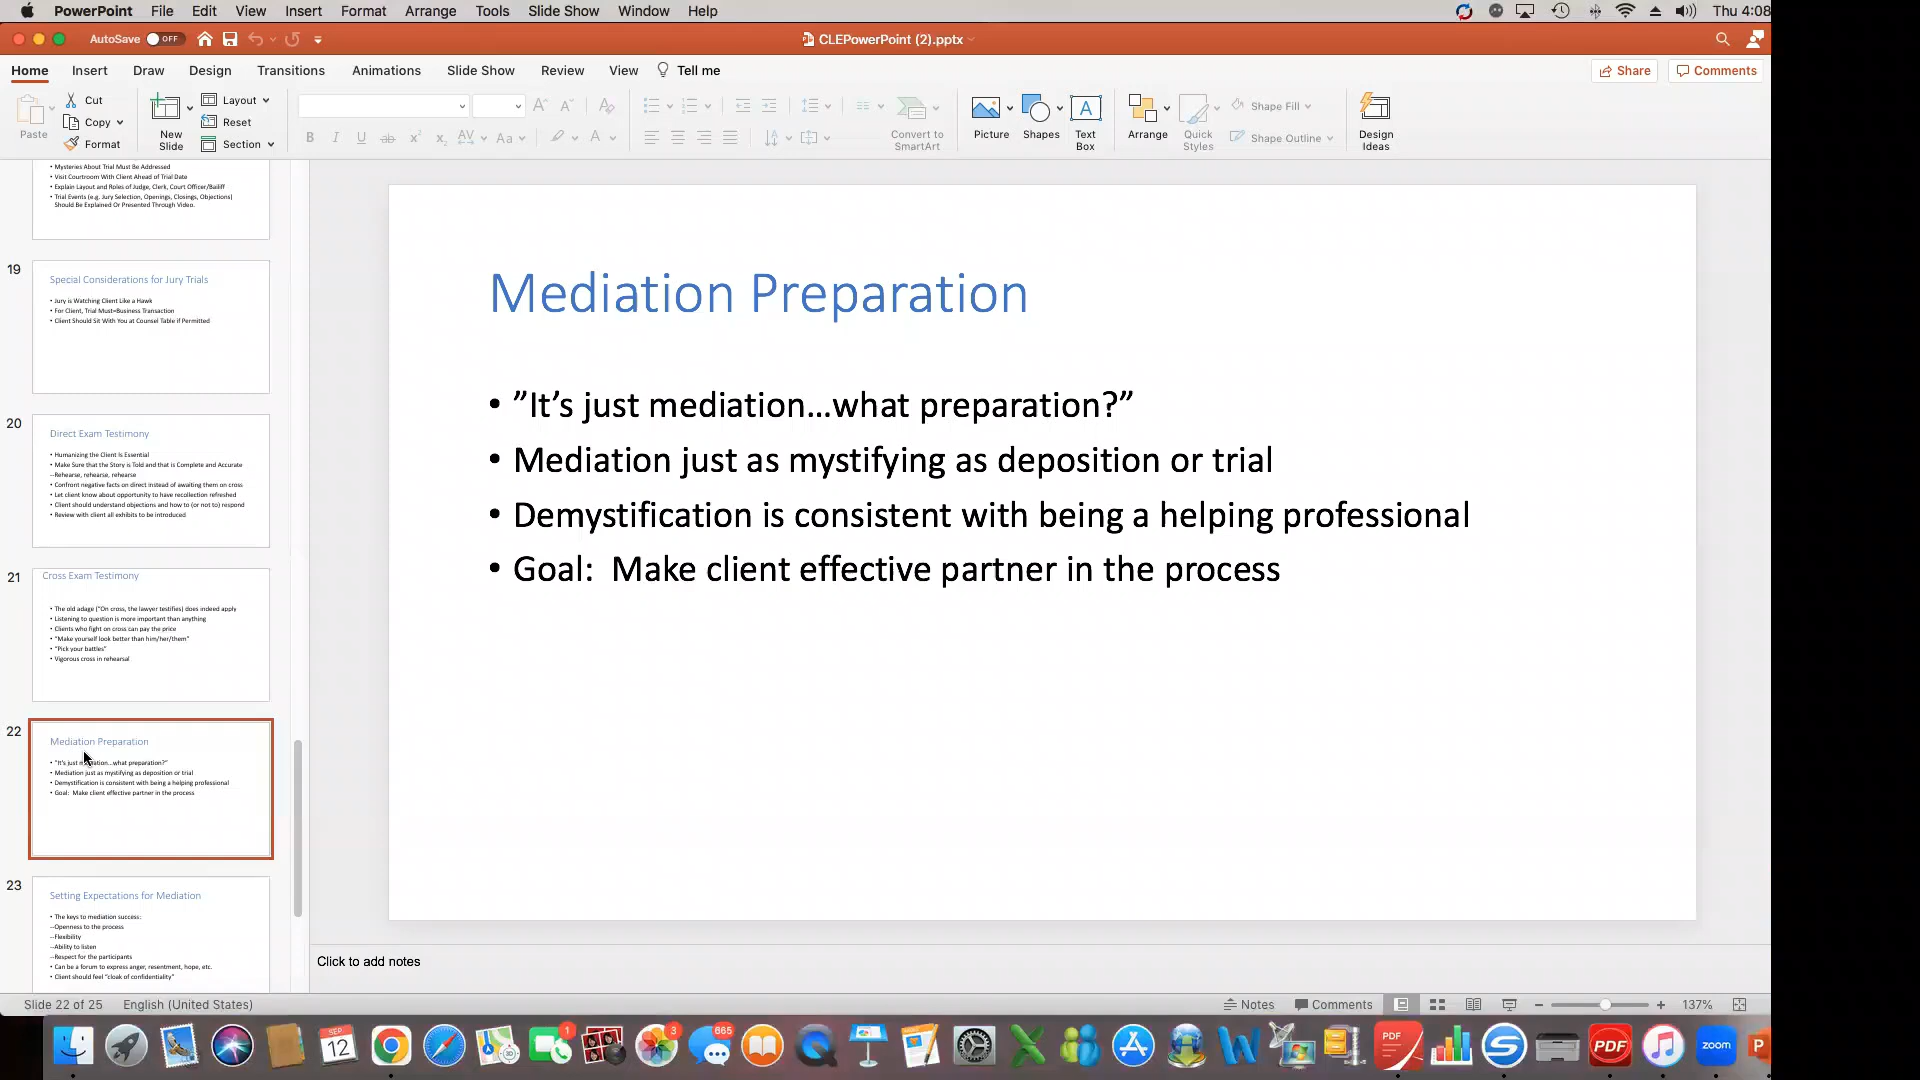 PowerPoint File Edit View Insert Format Arrange Tools Slide Show Window Help Thu 4:08
AutoSave OFF CLEPowerPoint (2).pptx
Home Insert Draw Design Transitions Animations Slide Show Review View Tell me Share Comments
Paste Cut Copy Format
New Slide Layout Reset Section
Convert to SmartArt
Picture Shapes Text Box Arrange Quick Styles Shape Fill Shape Outline Design Ideas
• Mysteries About Trial Must Be Addressed
• Visit Courtroom With Client Ahead of Trial Date
• Explain Layout and Roles of Judge, Clerk, Court Officer/Bailiff
• Trial Events (e.g. Jury Selection, Openings, Closings, Objections)
Should Be Explained Or Presented Through Video.
19
Special Considerations for Jury Trials
• Jury is Watching Client Like a Hawk
• For Client, Trial Must=Business Transaction
• Client Should Sit With You at Counsel Table if Permitted
20
Direct Exam Testimony
• Humanizing the Client Is Essential
• Make Sure that the Story is Told and that is Complete and Accurate
--Rehearse, rehearse, rehearse
• Confront negative facts on direct instead of awaiting them on cross
• Let client know about opportunity to have recollection refreshed
• Client should understand objections and how to (or not to) respond
• Review with client all exhibits to be introduced
21
Cross Exam Testimony
• The old adage ("On cross, the lawyer testifies) does indeed apply
• Listening to question is more important than anything
• Clients who fight on cross can pay the price
• "Make yourself look better than him/her/them"
• "Pick your battles"
• Vigorous cross in rehearsal
22
Mediation Preparation
• "It's just mediation…what preparation?"
• Mediation just as mystifying as deposition or trial
• Demystification is consistent with being a helping professional
• Goal: Make client effective partner in the process
23
Setting Expectations for Mediation
• The keys to mediation success:
--Openness to the process
--Flexibility
--Ability to listen
--Respect for the participants
• Can be a forum to express anger, resentment, hope, etc.
• Client should feel "cloak of confidentiality"
Mediation Preparation
• ”It’s just mediation…what preparation?”
• Mediation just as mystifying as deposition or trial
• Demystification is consistent with being a helping professional
• Goal: Make client effective partner in the process
Click to add notes
Slide 22 of 25 English (United States) Notes Comments 137%
SEP 12 1 3 865 PDF PDF zoom